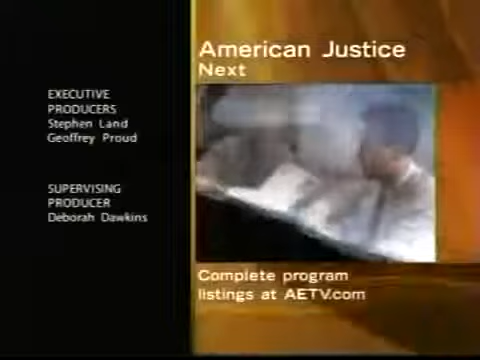 EXECUTIVE
PRODUCERS
Stephen Land
Geoffrey Proud
SUPERVISING
PRODUCER
Deborah Dawkins
American Justice
Next
Complete program
listings at AETV.com